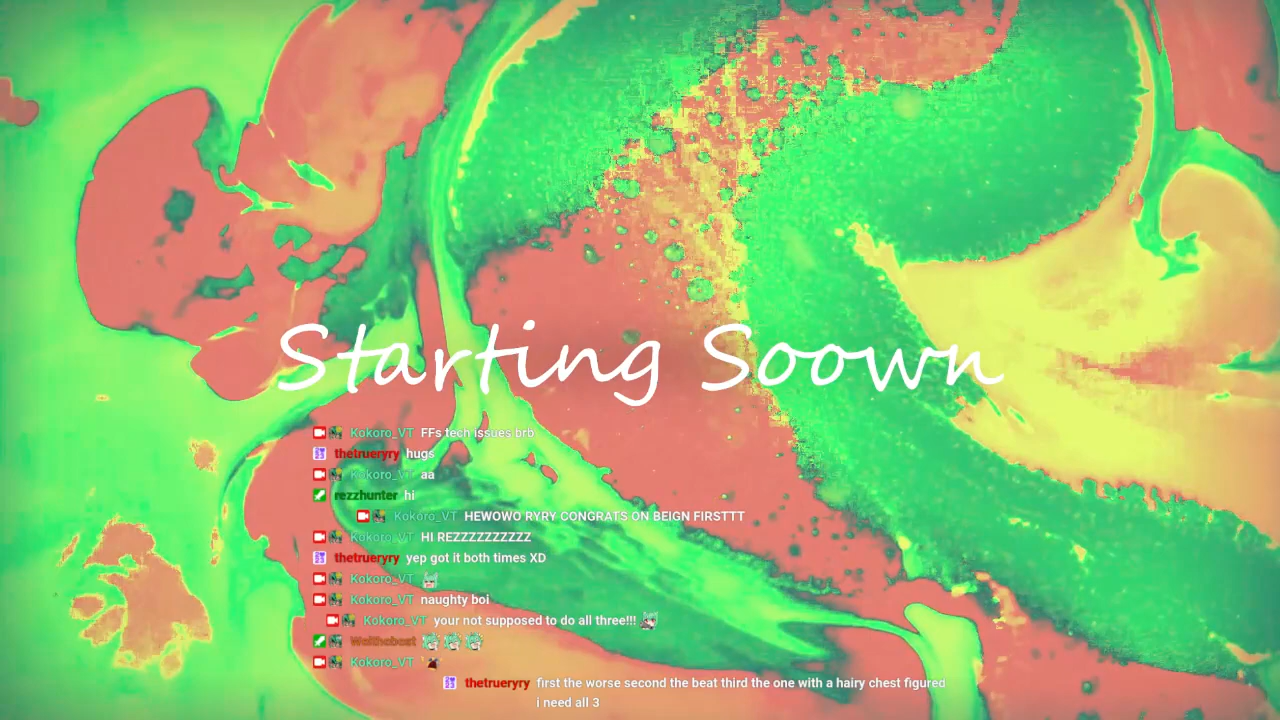 Starting Soown
Kokoro_VT FFs tech issues brb
thetrueryry hugs
Kokoro_VT aa
rezzhunter hi
Kokoro_VT HEWOWO RYRY CONGRATS ON BEIGN FIRSTTT
Kokoro_VT HI REZZZZZZZZZZ
thetrueryry yep got it both times XD
Kokoro_VT
Kokoro_VT naughty boi
Kokoro_VT your not supposed to do all three!!!
Kokoro_VT
thetrueryry first the worse second the beat third the one with a hairy chest figured
i need all 3